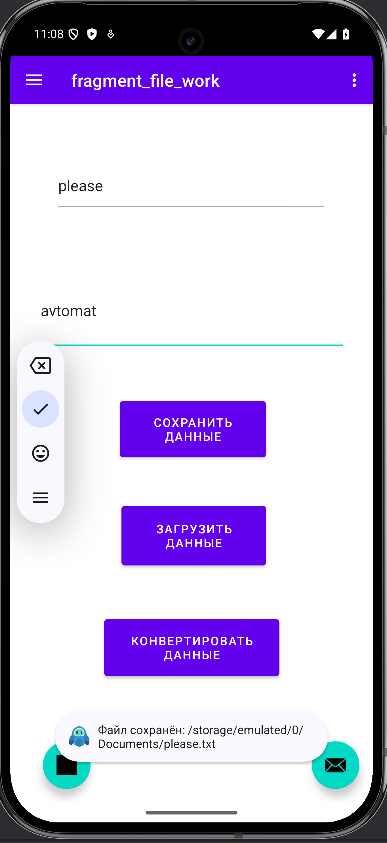 11:08
fragment_file_work
please
avtomat
СОХРАНИТЬ
ДАННЫЕ
ЗАГРУЗИТЬ
ДАННЫЕ
КОНВЕРТИРОВАТЬ
ДАННЫЕ
Файл сохранён: /storage/emulated/0/
Documents/please.txt